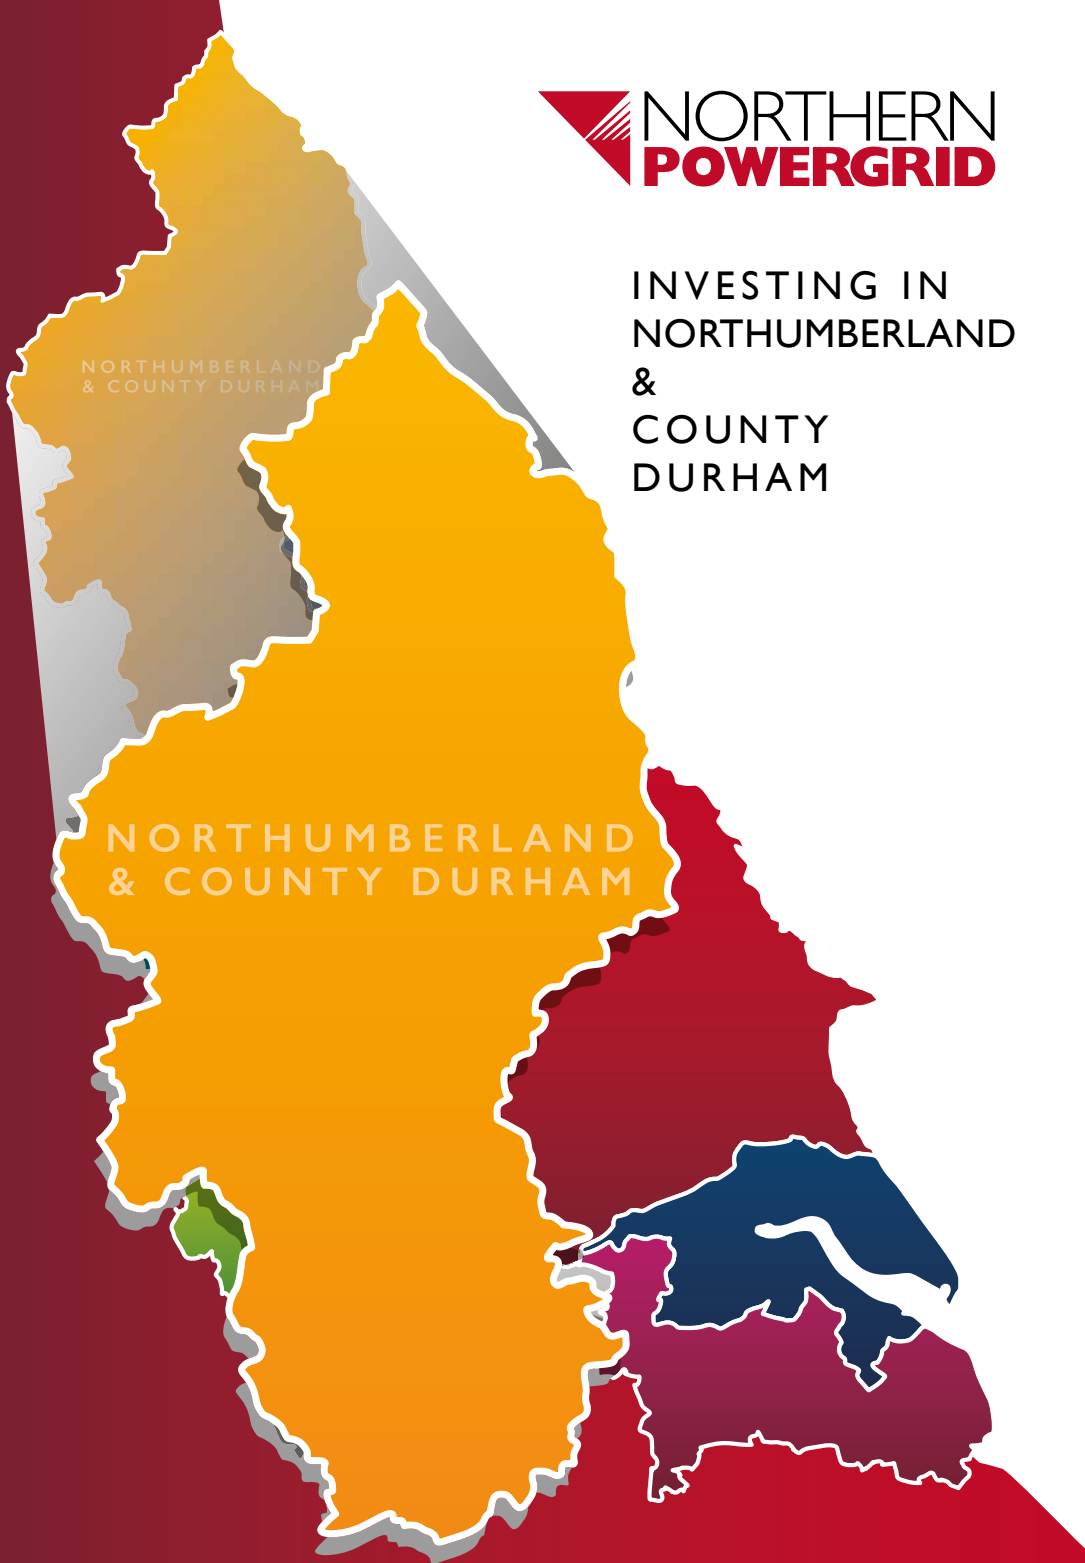 NORTHERN
POWERGRID
INVESTING IN
NORTHUMBERLAND
&
COUNTY
DURHAM
NORTHUMBERLAND
& COUNTY DURHAM
NORTHUMBERLAND
& COUNTY DURHAM